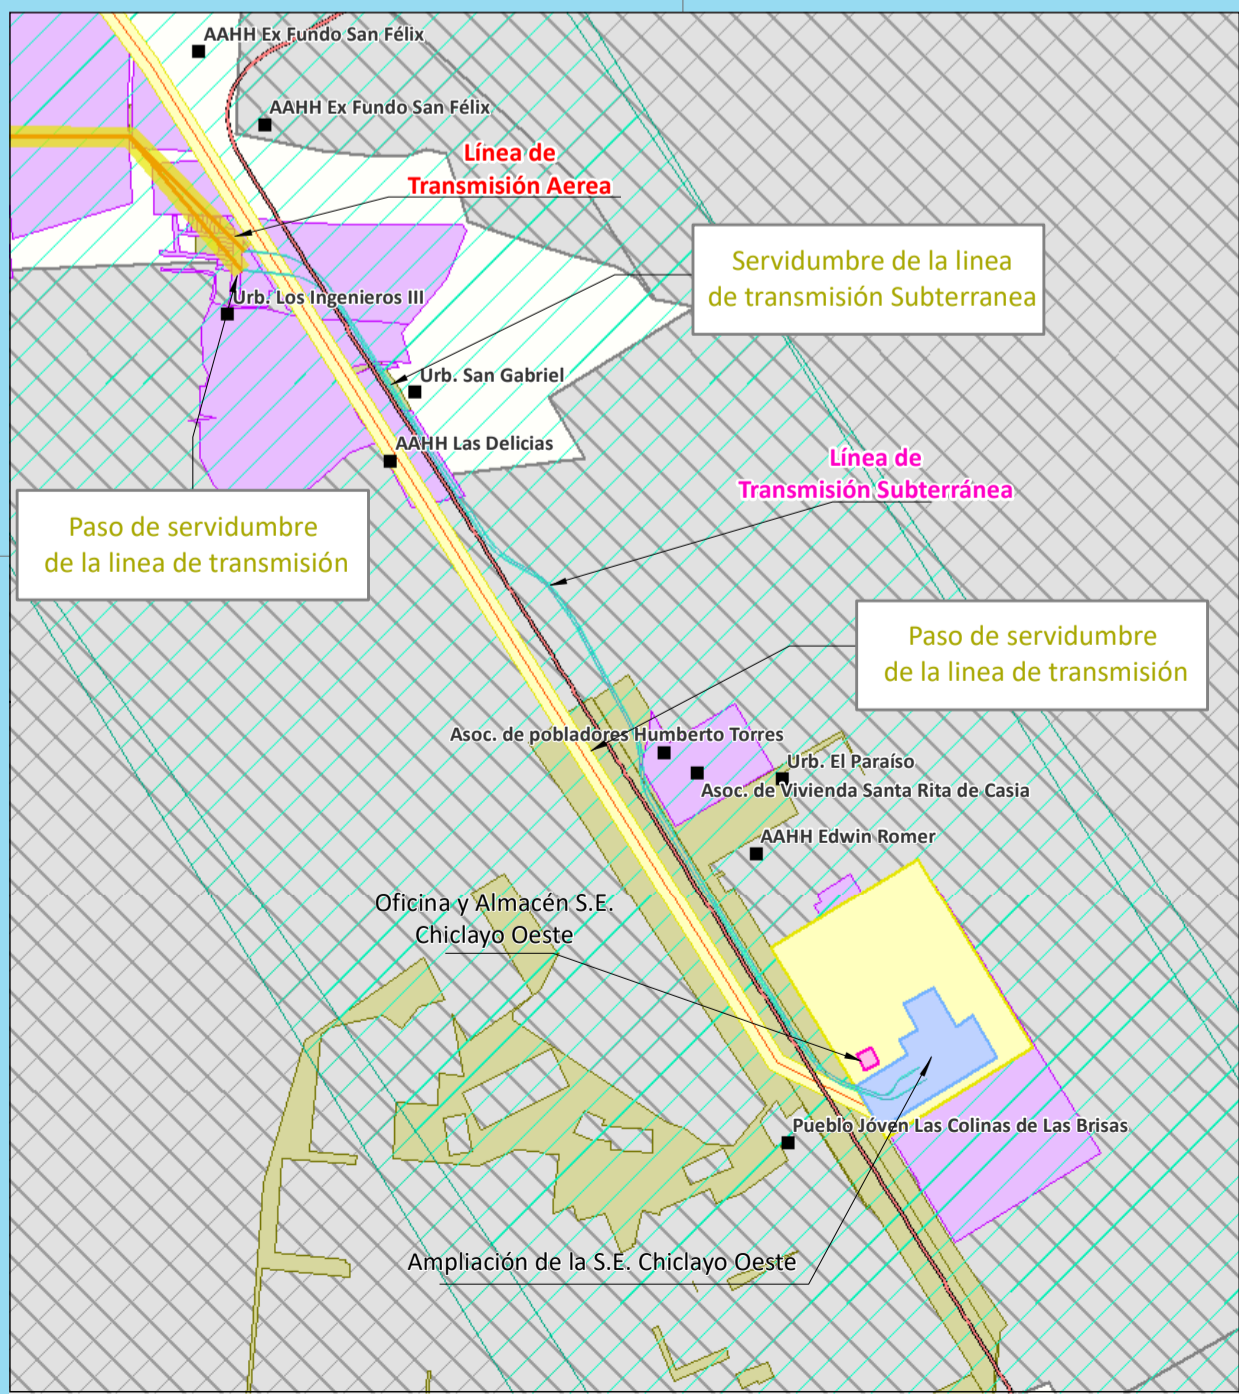 AAHH Ex Fundo San Félix
AAHH Ex Fundo San Félix
Línea de
Transmisión Aerea
Servidumbre de la linea
de transmisión Subterranea
Urb. Los Ingenieros III
Urb. San Gabriel
AAHH Las Delicias
Línea de
Transmisión Subterránéa
Paso de servidumbre
de la linea de transmisión
Paso de servidumbre
de la linea de transmisión
Asoc. de pobladores Humberto Torres
Urb. El Paraíso
Asoc. de Vivienda Santa Rita de Casia
AAHH Edwin Romer
Oficina y Almacén S.E.
Chiclayo Oeste
Pueblo Jóven Las Colinas de Las Brisas
Ampliación de la S.E. Chiclayo Oeste